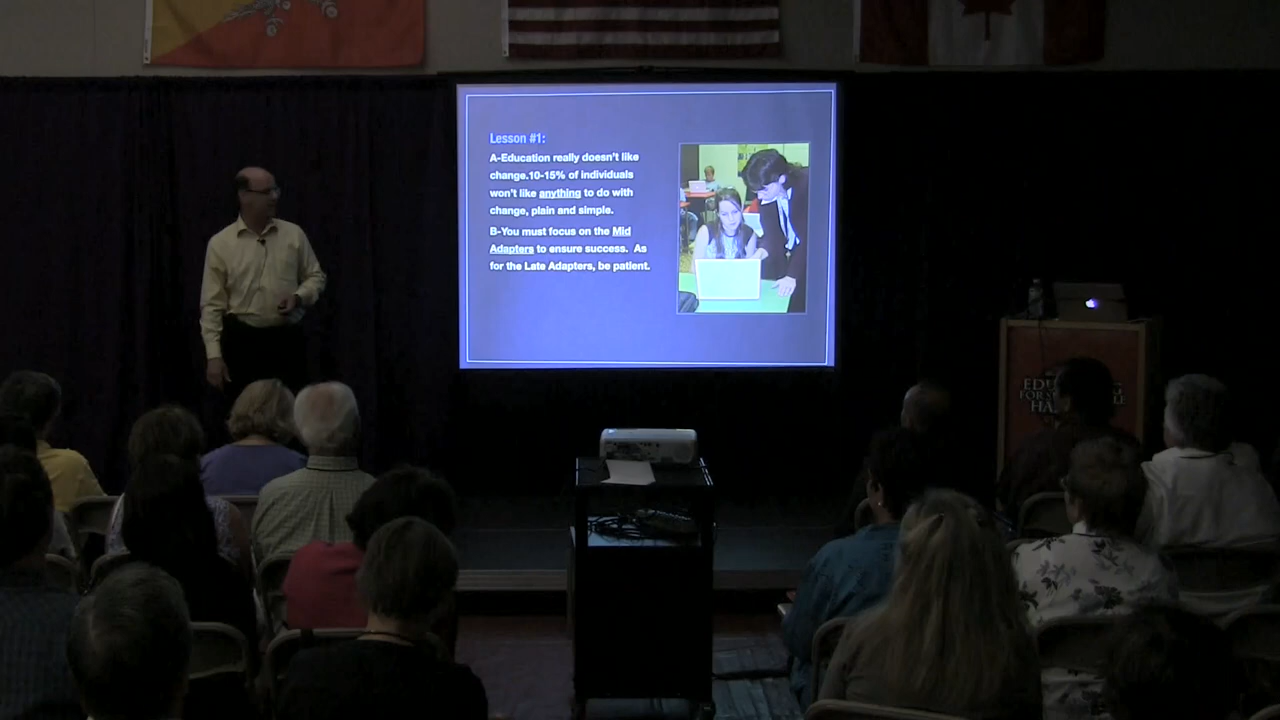 Lesson #1:
A-Education really doesn't like
change.10-15% of individuals
won't like anything to do with
change, plain and simple.
B-You must focus on the Mid
Adapters to ensure success. As
for the Late Adapters, be patient.